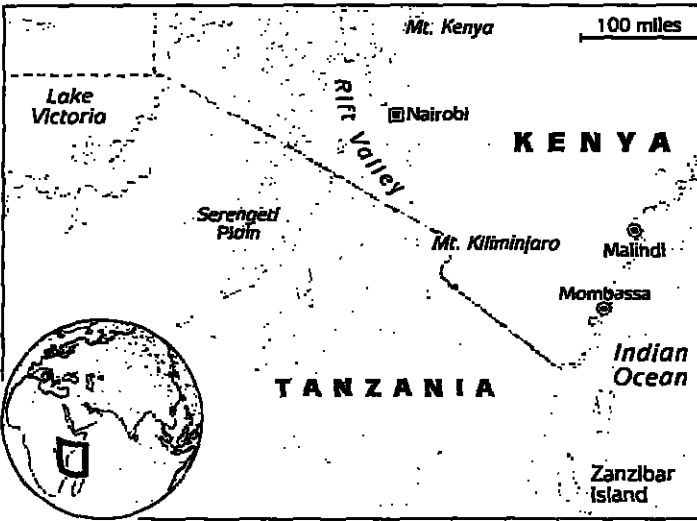 Mt. Kenya
100 miles
Lake
Victoria
Rift Valley
Nairobi
KENYA
Serengeti
Plain
Mt. Kiliminjaro
Malindi
Mombassa
Indian
Ocean
TANZANIA
Zanzibar
Island